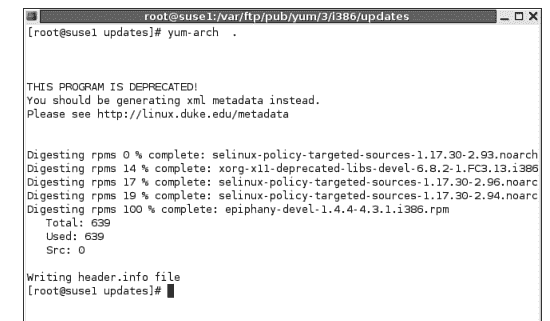 root@suse1:/var/ftp/pub/yum/3/i386/updates
[root@suse1 updates]# yum-arch .
THIS PROGRAM IS DEPRECATED!
You should be generating xml metadata instead.
Please see http://linux.duke.edu/metadata
Digesting rpms 0 % complete: selinux-policy-targeted-sources-1.17.30-2.93.noarch
Digesting rpms 14 % complete: xorg-x11-deprecated-libs-devel-6.8.2-1.FC3.13.i386
Digesting rpms 17 % complete: selinux-policy-targeted-sources-1.17.30-2.96.noarc
Digesting rpms 19 % complete: selinux-policy-targeted-sources-1.17.30-2.94.noarc
Digesting rpms 100 % complete: epiphany-devel-1.4.4-4.3.1.i386.rpm
Total: 639
Used: 639
Src: 0
Writing header.info file
[root@suse1 updates]#